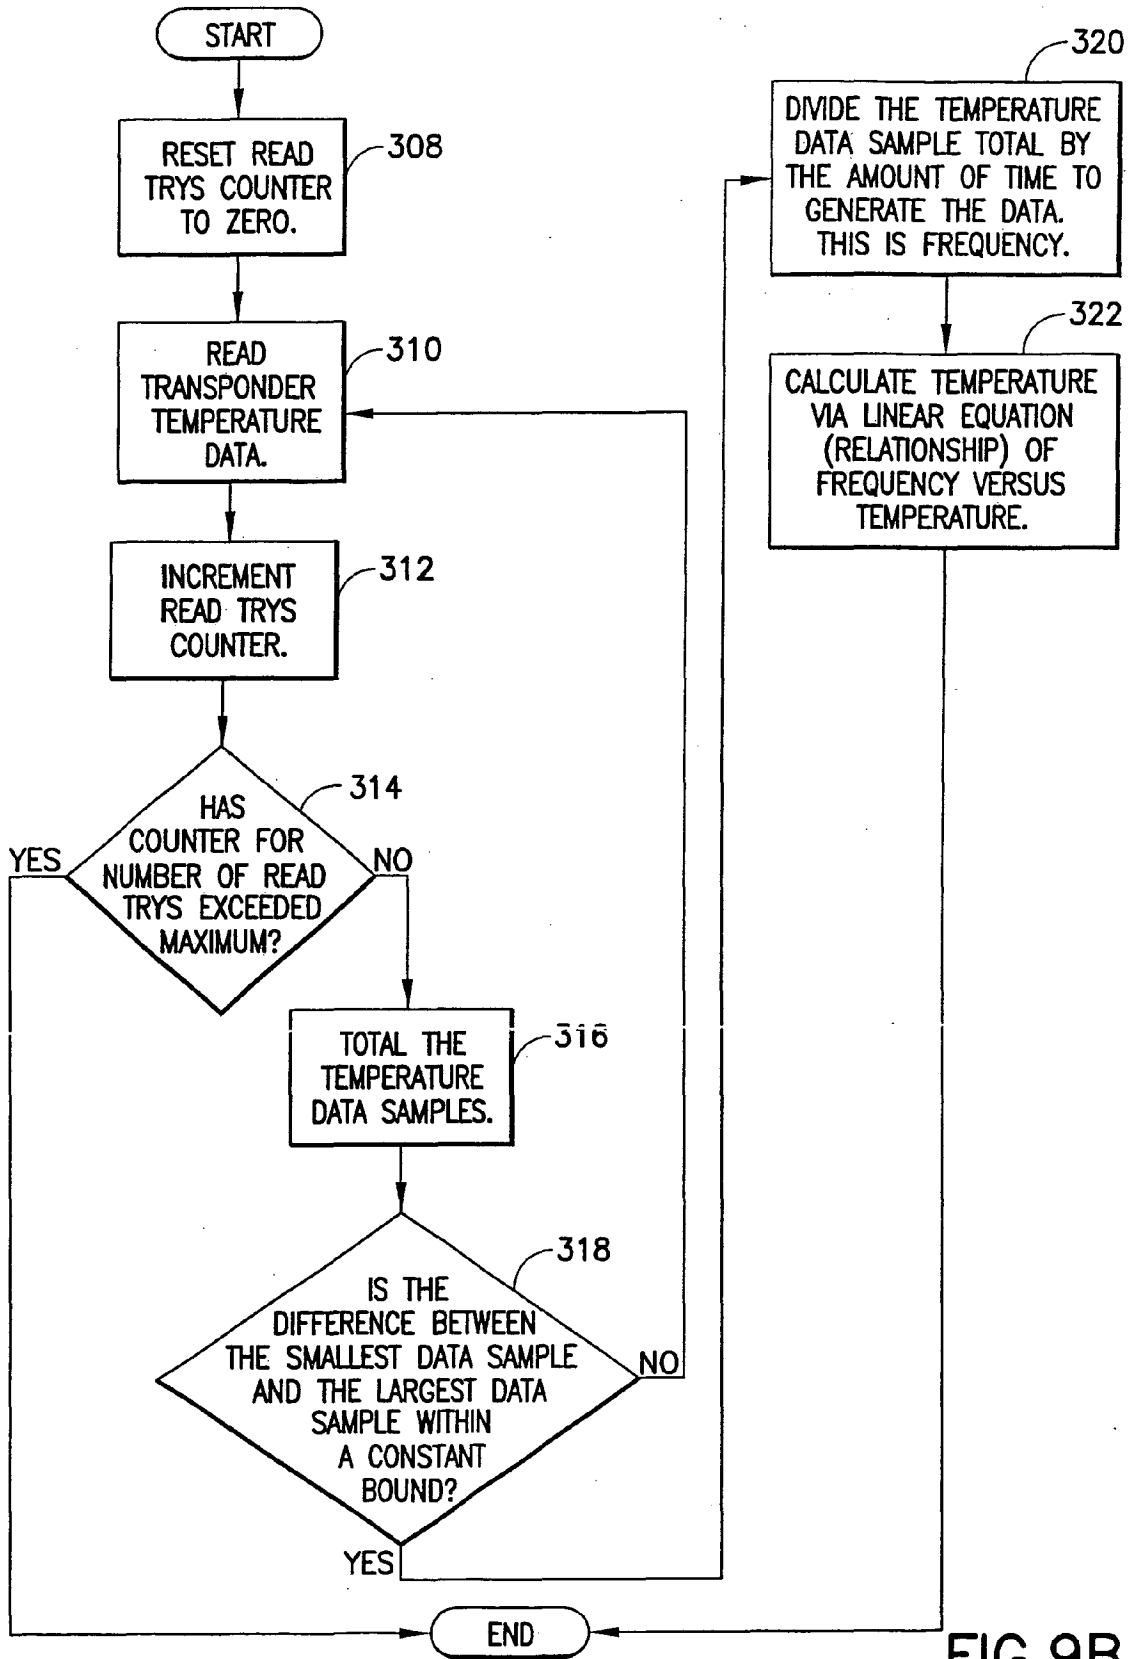 START
RESET READ
TRYS COUNTER
TO ZERO.
308
READ
TRANSPONDER
TEMPERATURE
DATA.
310
INCREMENT
READ TRYS
COUNTER.
312
HAS
COUNTER FOR
NUMBER OF READ
TRYS EXCEEDED
MAXIMUM?
314
YES
NO
TOTAL THE
TEMPERATURE
DATA SAMPLES.
316
IS THE
DIFFERENCE BETWEEN
THE SMALLEST DATA SAMPLE
AND THE LARGEST DATA
SAMPLE WITHIN
A CONSTANT
BOUND?
318
NO
YES
320
DIVIDE THE TEMPERATURE
DATA SAMPLE TOTAL BY
THE AMOUNT OF TIME TO
GENERATE THE DATA.
THIS IS FREQUENCY.
322
CALCULATE TEMPERATURE
VIA LINEAR EQUATION
(RELATIONSHIP) OF
FREQUENCY VERSUS
TEMPERATURE.
END
FIG.9B